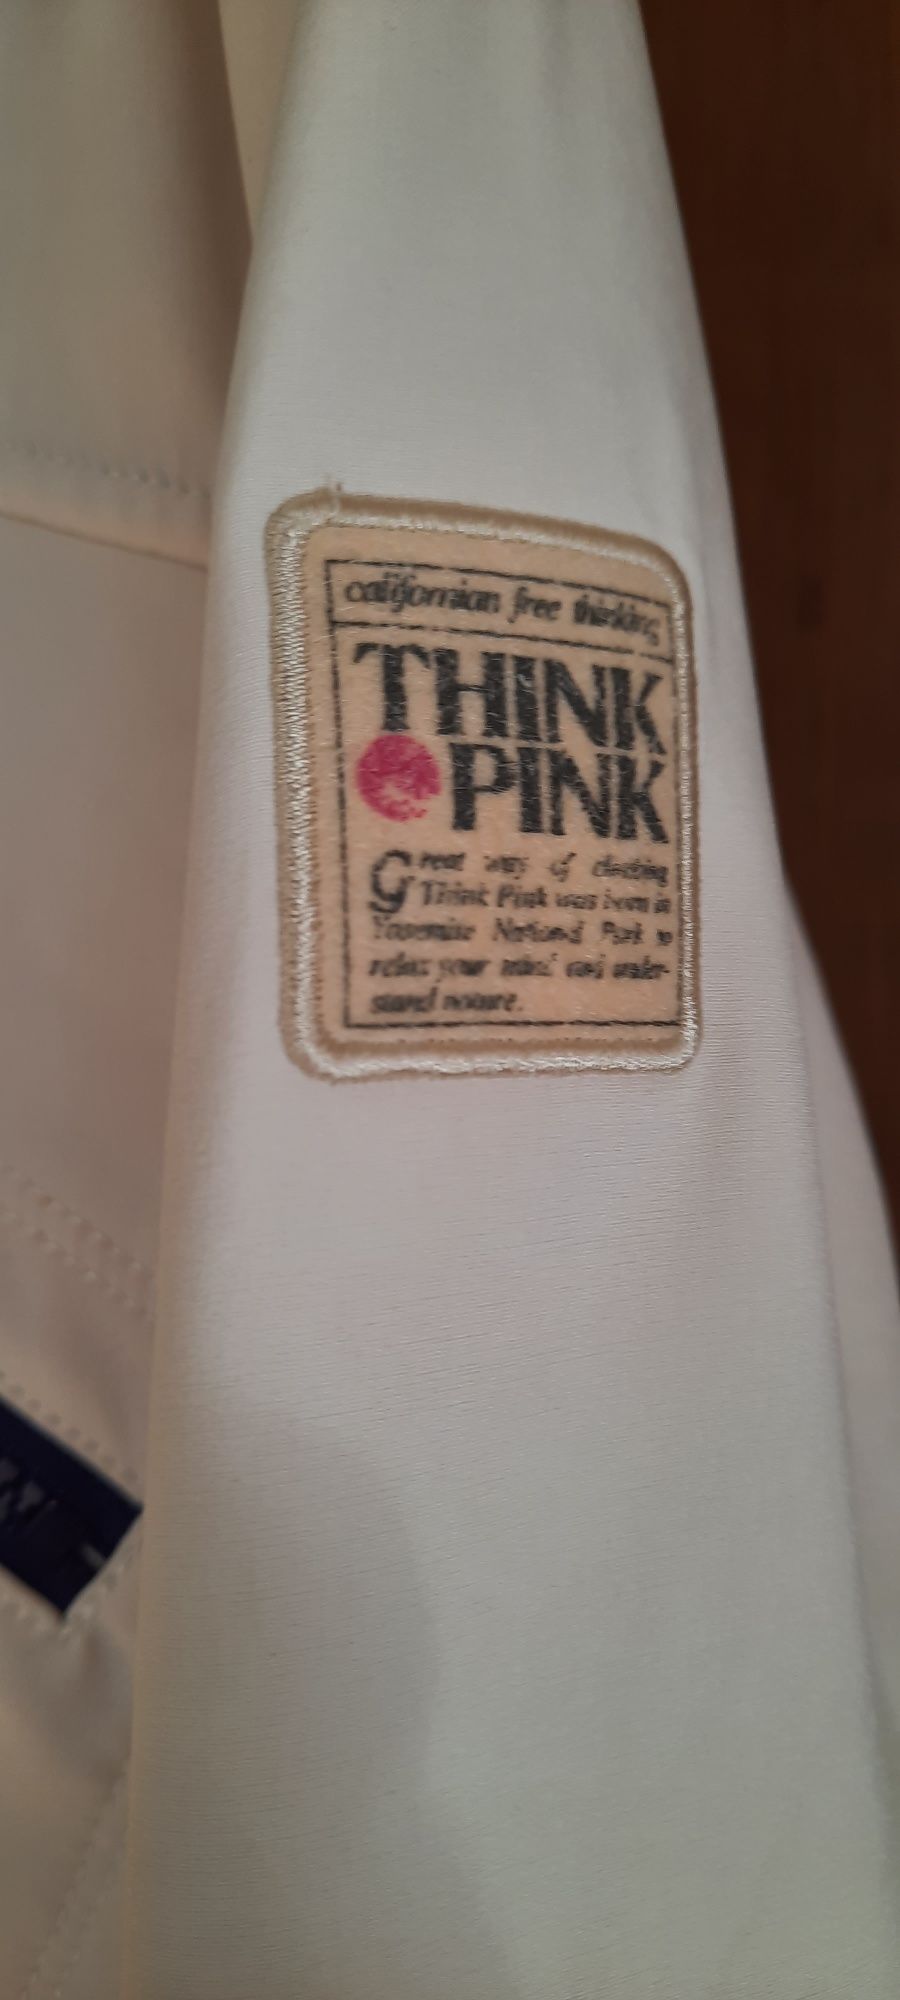 californian free thinking
THINK
PINK
Great way of clothing
Think Pink was born in
Yosemite National Park to
relax your mind and under-
stand nature.